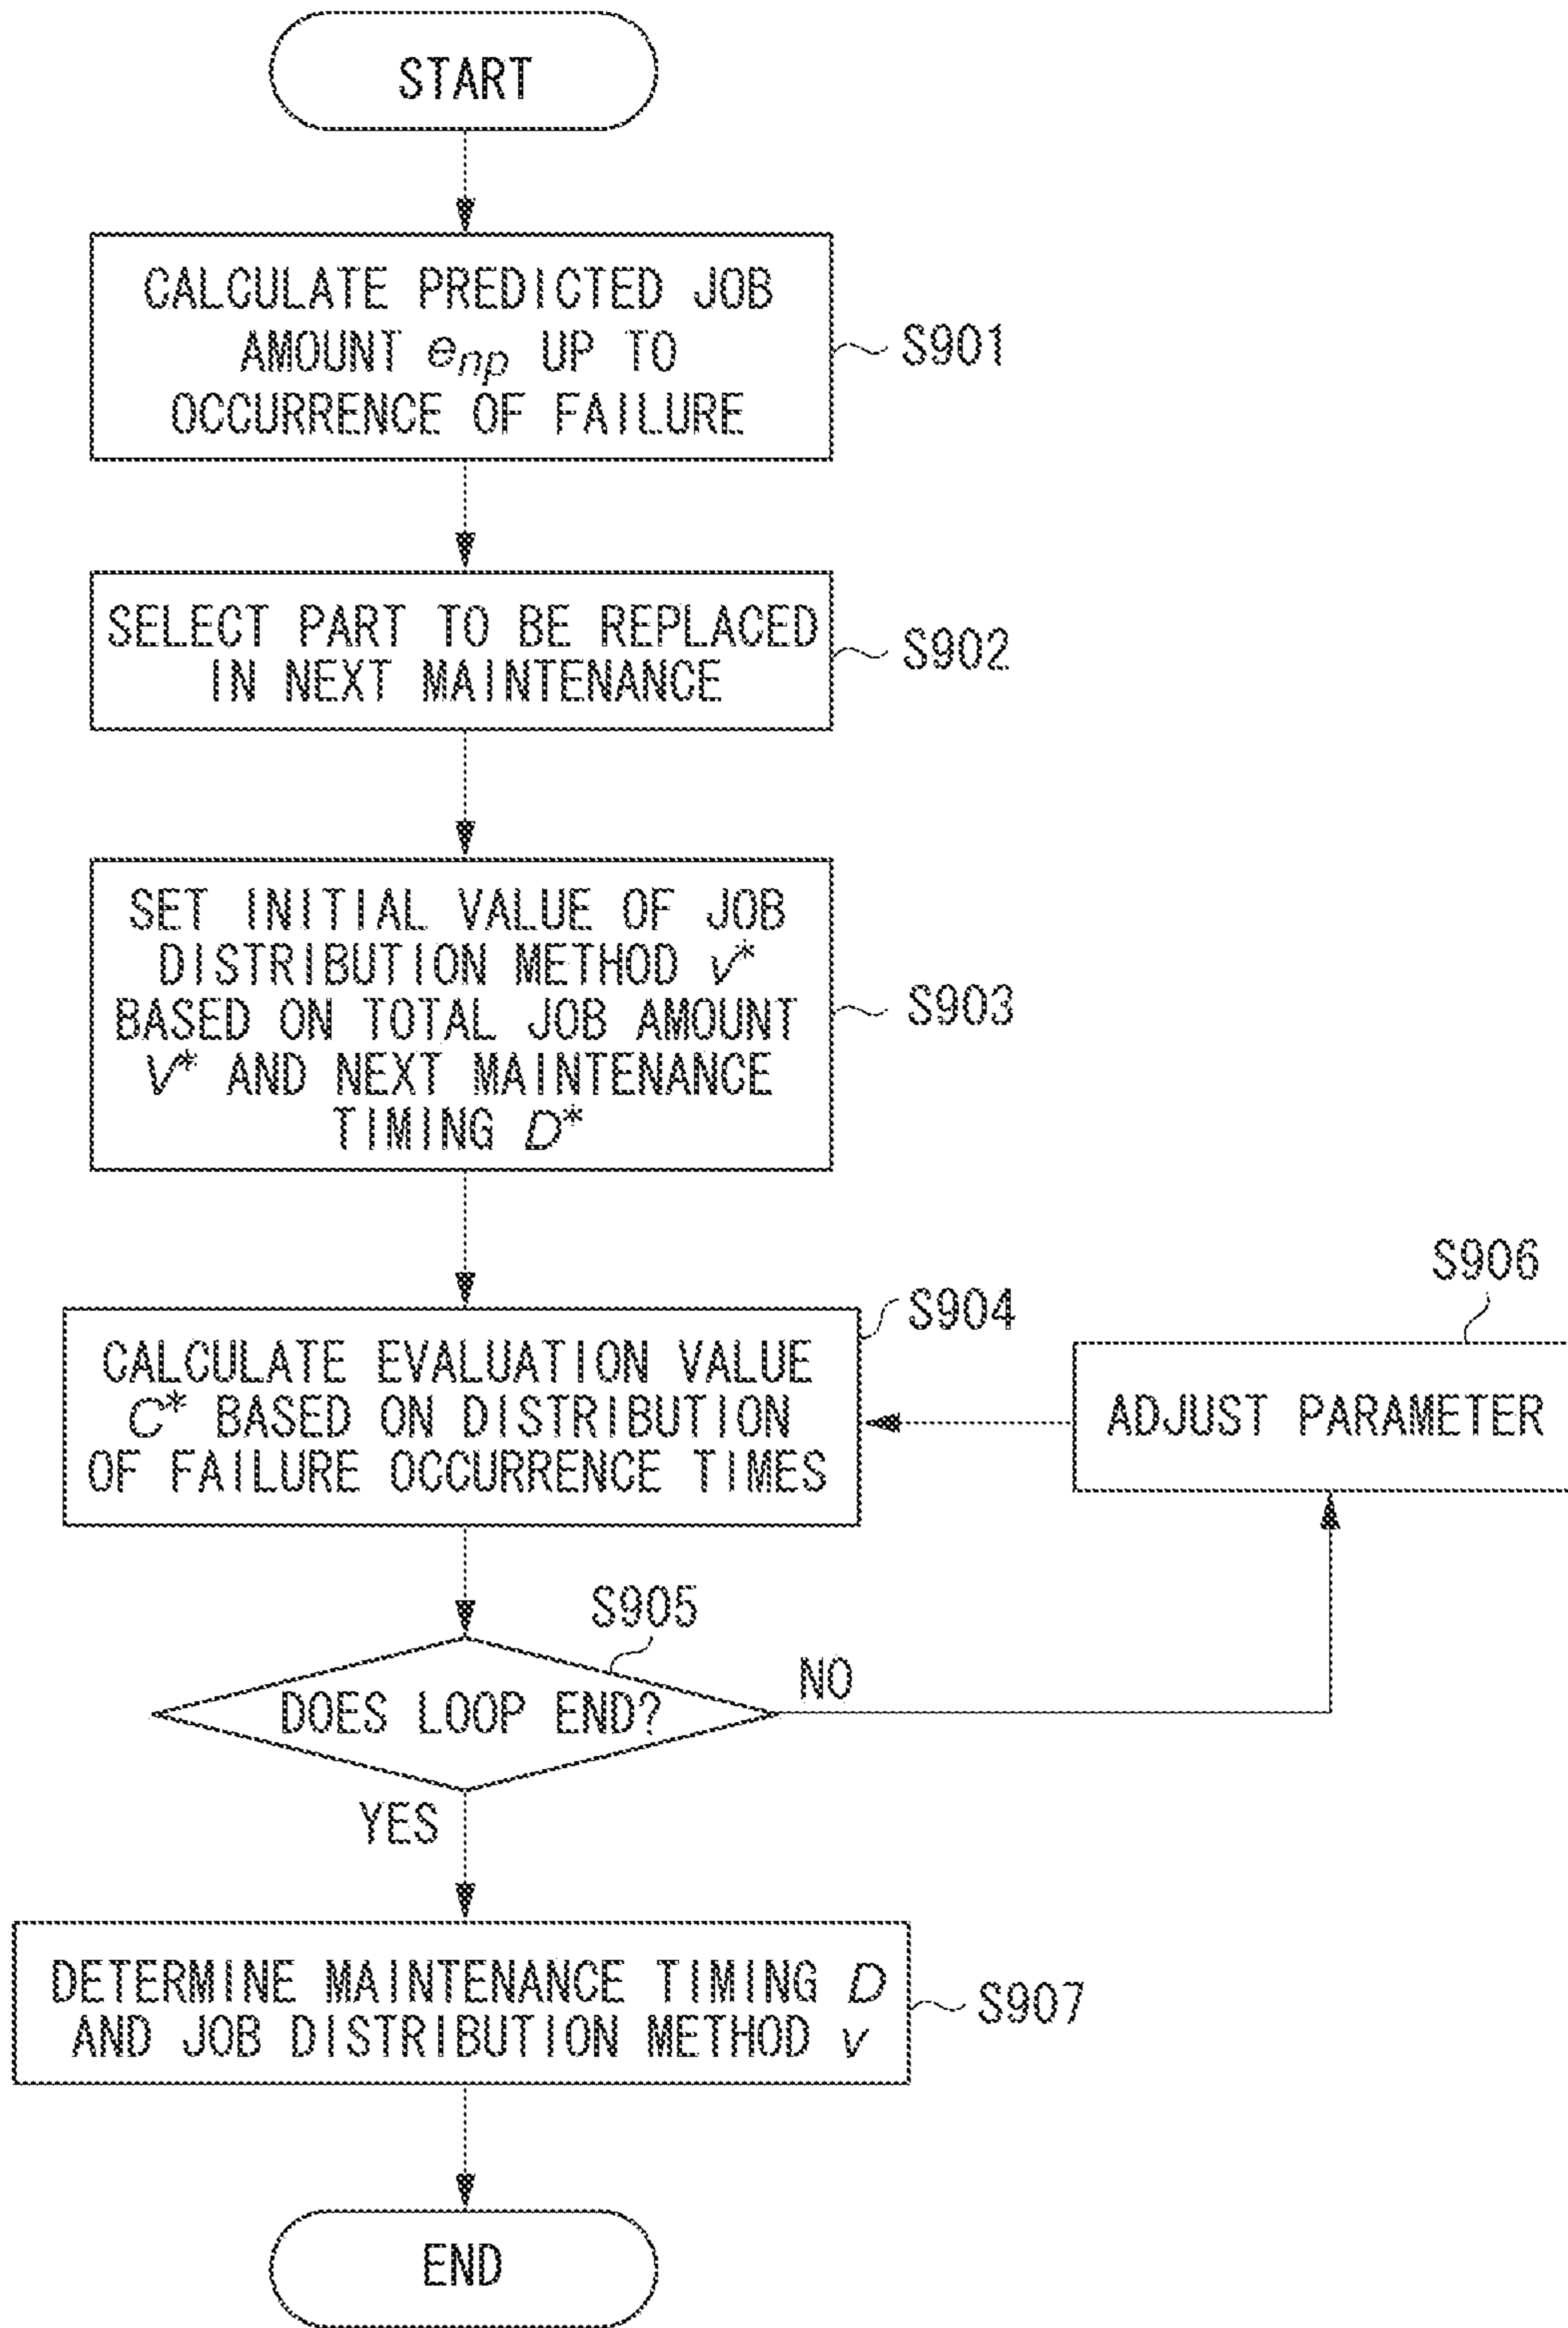 START
CALCULATE PREDICTED JOB
AMOUNT enp UP TO
OCCURRENCE OF FAILURE
S901
SELECT PART TO BE REPLACED
IN NEXT MAINTENANCE
S902
SET INITIAL VALUE OF JOB
DISTRIBUTION METHOD v*
BASED ON TOTAL JOB AMOUNT
V* AND NEXT MAINTENANCE
TIMING D*
S903
S906
S904
CALCULATE EVALUATION VALUE
C* BASED ON DISTRIBUTION
OF FAILURE OCCURRENCE TIMES
ADJUST PARAMETER
S905
DOES LOOP END?
NO
YES
DETERMINE MAINTENANCE TIMING D
AND JOB DISTRIBUTION METHOD v
S907
END